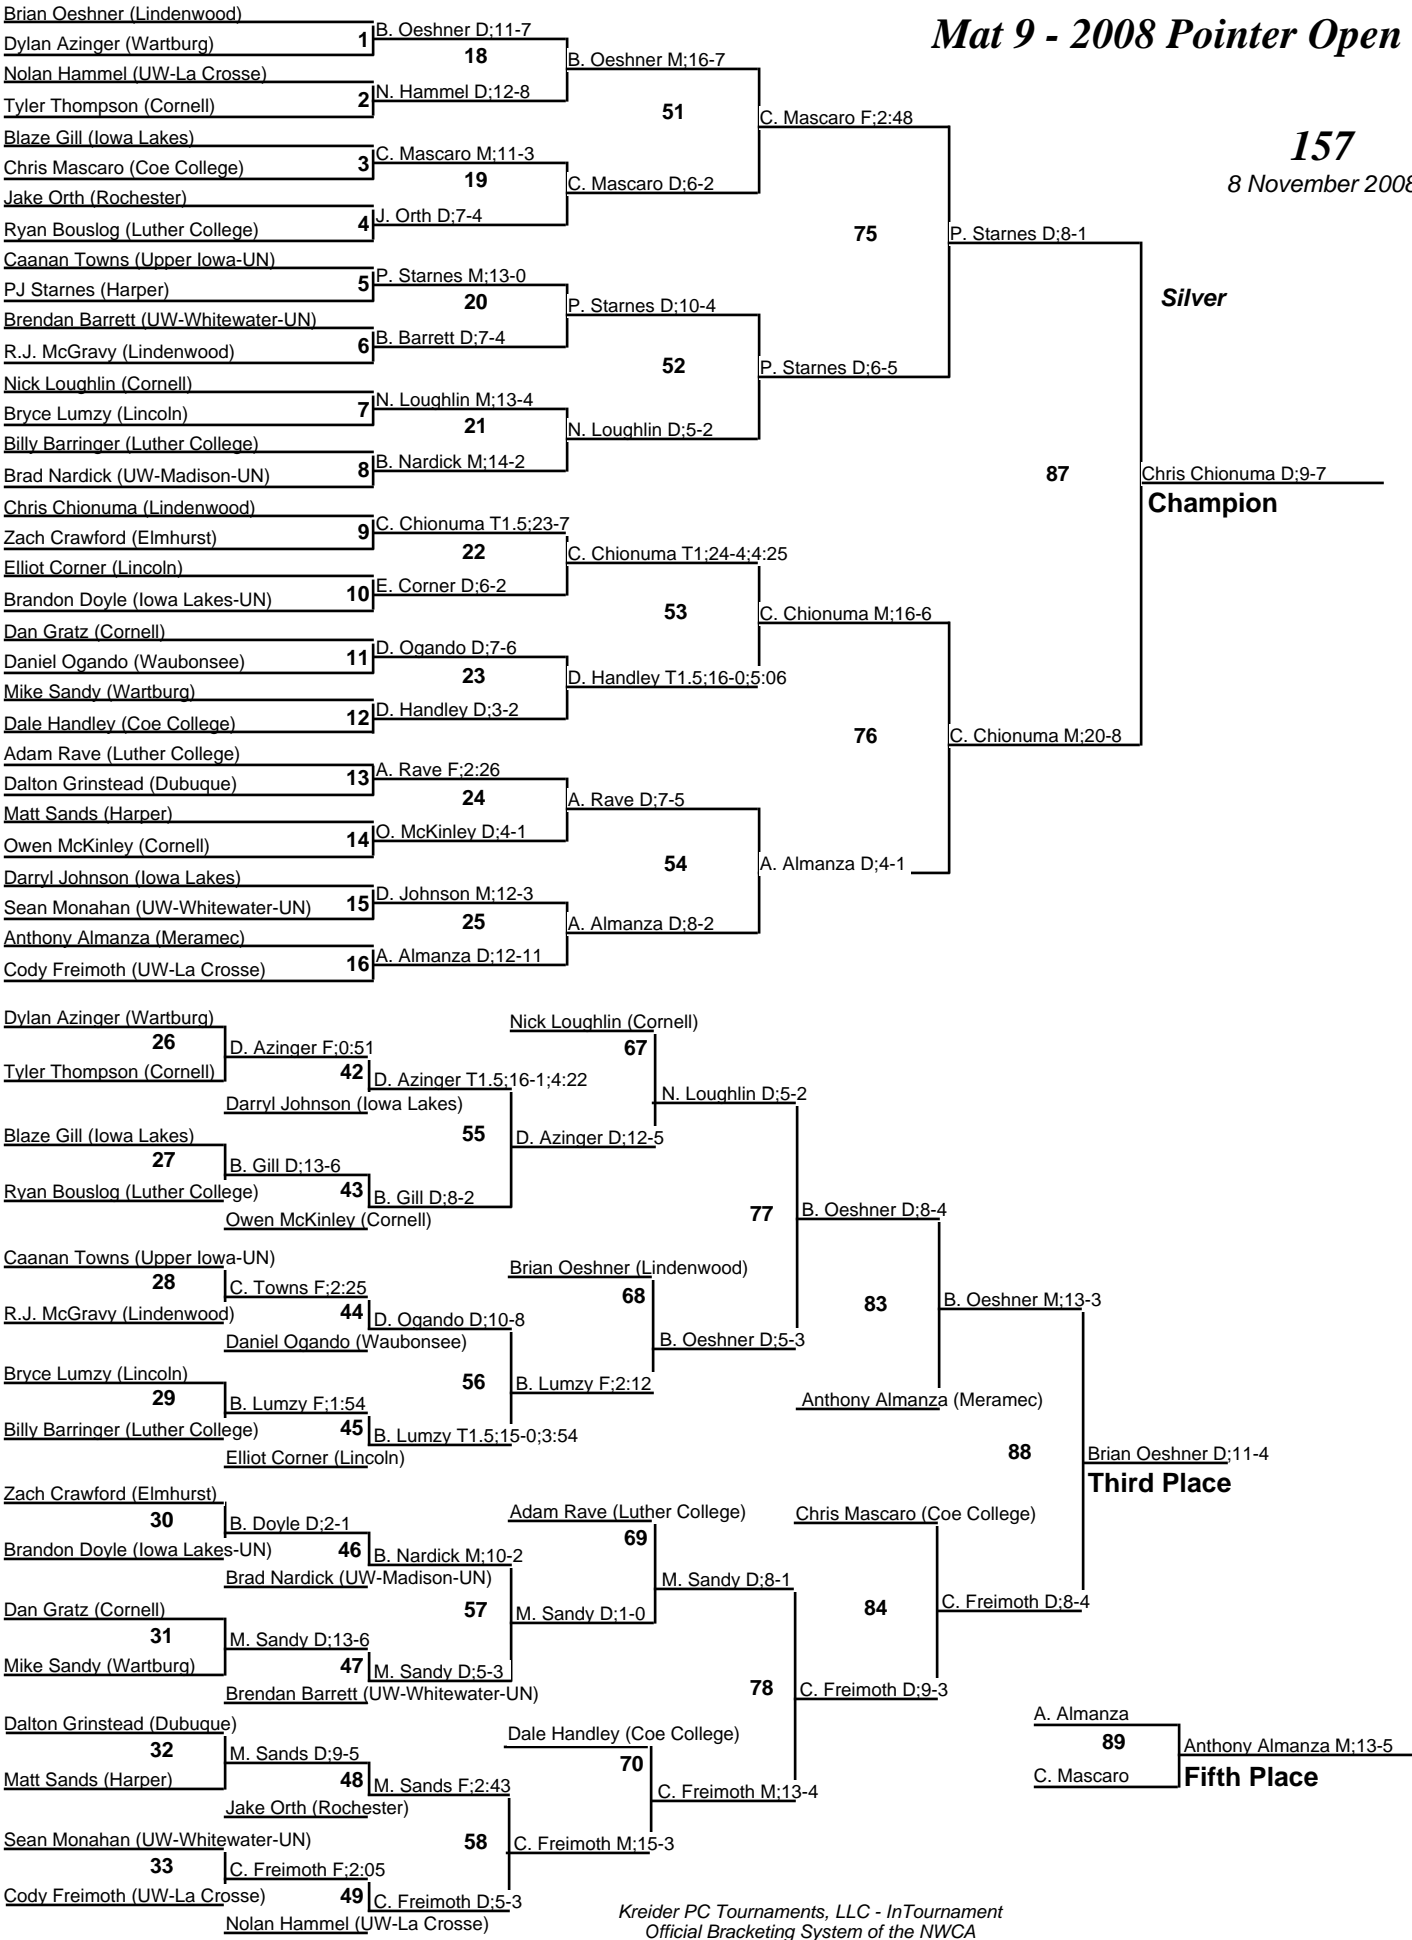 Mat 9 - 2008 Pointer Open
157
8 November 2008
Silver
Brian Oeshner (Lindenwood)
Dylan Azinger (Wartburg)
1
Nolan Hammel (UW-La Crosse)
Tyler Thompson (Cornell)
2
Blaze Gill (Iowa Lakes)
Chris Mascaro (Coe College)
3
Jake Orth (Rochester)
Ryan Bouslog (Luther College)
4
Caanan Towns (Upper Iowa-UN)
PJ Starnes (Harper)
5
Brendan Barrett (UW-Whitewater-UN)
R.J. McGravy (Lindenwood)
6
Nick Loughlin (Cornell)
Bryce Lumzy (Lincoln)
7
Billy Barringer (Luther College)
Brad Nardick (UW-Madison-UN)
8
Chris Chionuma (Lindenwood)
Zach Crawford (Elmhurst)
9
Elliot Corner (Lincoln)
Brandon Doyle (Iowa Lakes-UN)
10
Dan Gratz (Cornell)
Daniel Ogando (Waubonsee)
11
Mike Sandy (Wartburg)
Dale Handley (Coe College)
12
Adam Rave (Luther College)
Dalton Grinstead (Dubuque)
13
Matt Sands (Harper)
Owen McKinley (Cornell)
14
Darryl Johnson (Iowa Lakes)
Sean Monahan (UW-Whitewater-UN)
15
Anthony Almanza (Meramec)
Cody Freimoth (UW-La Crosse)
16
B. Oeshner D;11-7
18
N. Hammel D;12-8
C. Mascaro M;11-3
19
J. Orth D;7-4
P. Starnes M;13-0
20
B. Barrett D;7-4
N. Loughlin M;13-4
21
B. Nardick M;14-2
C. Chionuma T1.5;23-7
22
E. Corner D;6-2
D. Ogando D;7-6
23
D. Handley D;3-2
A. Rave F;2:26
24
O. McKinley D;4-1
D. Johnson M;12-3
25
A. Almanza D;12-11
B. Oeshner M;16-7
51
C. Mascaro D;6-2
P. Starnes D;10-4
52
N. Loughlin D;5-2
C. Chionuma T1;24-4;4:25
53
D. Handley T1.5;16-0;5:06
A. Rave D;7-5
54
A. Almanza D;8-2
C. Mascaro F;2:48
75
P. Starnes D;6-5
C. Chionuma M;16-6
76
A. Almanza D;4-1
P. Starnes D;8-1
87
C. Chionuma M;20-8
Chris Chionuma D;9-7
Champion
Dylan Azinger (Wartburg)
26
Tyler Thompson (Cornell)
Blaze Gill (Iowa Lakes)
27
Ryan Bouslog (Luther College)
Caanan Towns (Upper Iowa-UN)
28
R.J. McGravy (Lindenwood)
Bryce Lumzy (Lincoln)
29
Billy Barringer (Luther College)
Zach Crawford (Elmhurst)
30
Brandon Doyle (Iowa Lakes-UN)
Dan Gratz (Cornell)
31
Mike Sandy (Wartburg)
Dalton Grinstead (Dubuque)
32
Matt Sands (Harper)
Sean Monahan (UW-Whitewater-UN)
33
Cody Freimoth (UW-La Crosse)
D. Azinger F;0:51
42
Darryl Johnson (Iowa Lakes)
B. Gill D;13-6
43
Owen McKinley (Cornell)
C. Towns F;2:25
44
Daniel Ogando (Waubonsee)
B. Lumzy F;1:54
45
Elliot Corner (Lincoln)
B. Doyle D;2-1
46
Brad Nardick (UW-Madison-UN)
M. Sandy D;13-6
47
Brendan Barrett (UW-Whitewater-UN)
M. Sands D;9-5
48
Jake Orth (Rochester)
C. Freimoth F;2:05
49
Nolan Hammel (UW-La Crosse)
D. Azinger T1.5;16-1;4:22
55
B. Gill D;8-2
D. Ogando D;10-8
56
B. Lumzy T1.5;15-0;3:54
B. Nardick M;10-2
57
M. Sandy D;5-3
M. Sands F;2:43
58
C. Freimoth D;5-3
Nick Loughlin (Cornell)
67
D. Azinger D;12-5
Brian Oeshner (Lindenwood)
68
B. Lumzy F;2:12
Adam Rave (Luther College)
69
M. Sandy D;1-0
Dale Handley (Coe College)
70
C. Freimoth M;15-3
N. Loughlin D;5-2
77
B. Oeshner D;5-3
M. Sandy D;8-1
78
C. Freimoth M;13-4
B. Oeshner D;8-4
83
Anthony Almanza (Meramec)
Chris Mascaro (Coe College)
84
C. Freimoth D;9-3
B. Oeshner M;13-3
88
C. Freimoth D;8-4
Brian Oeshner D;11-4
Third Place
A. Almanza
89
C. Mascaro
Anthony Almanza M;13-5
Fifth Place
Kreider PC Tournaments, LLC - InTournament
Official Bracketing System of the NWCA